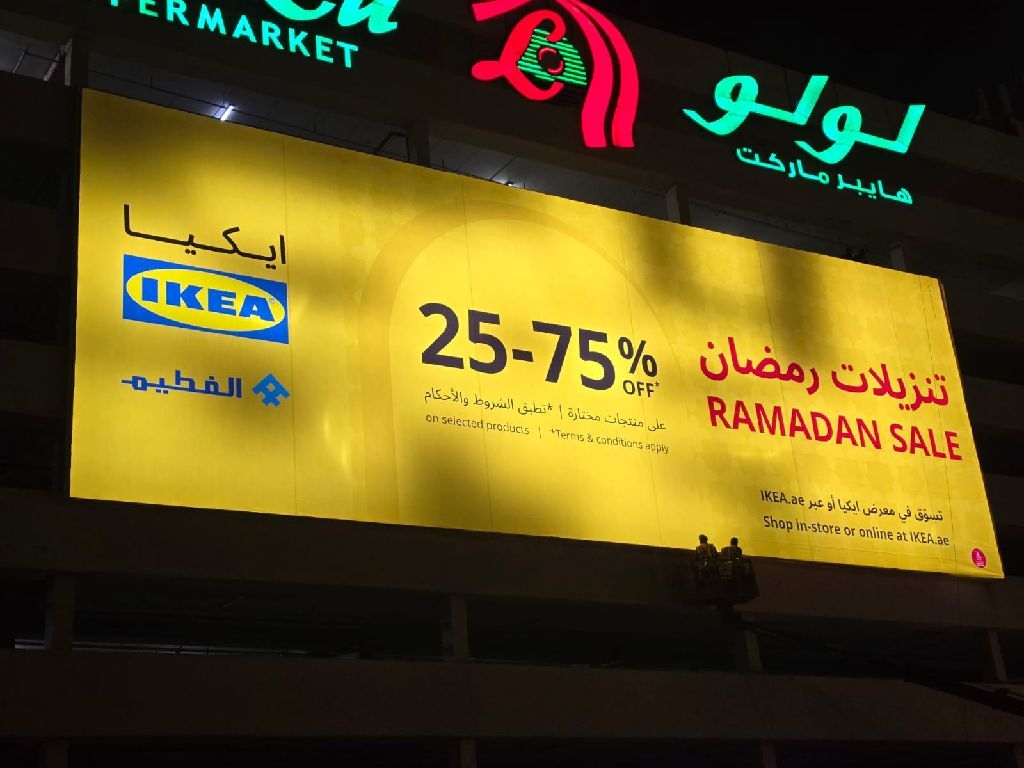 لولو
هايبر ماركت
ايكيا
IKEA
الفطيم
25-75% OFF*
على منتجات مختارة | *تطبق الشروط والأحكام
on selected products | *Terms & conditions apply
تنزيلات رمضان
RAMADAN SALE
تسوّق في معرض ايكيا أو عبر IKEA.ae
Shop in-store or online at IKEA.ae